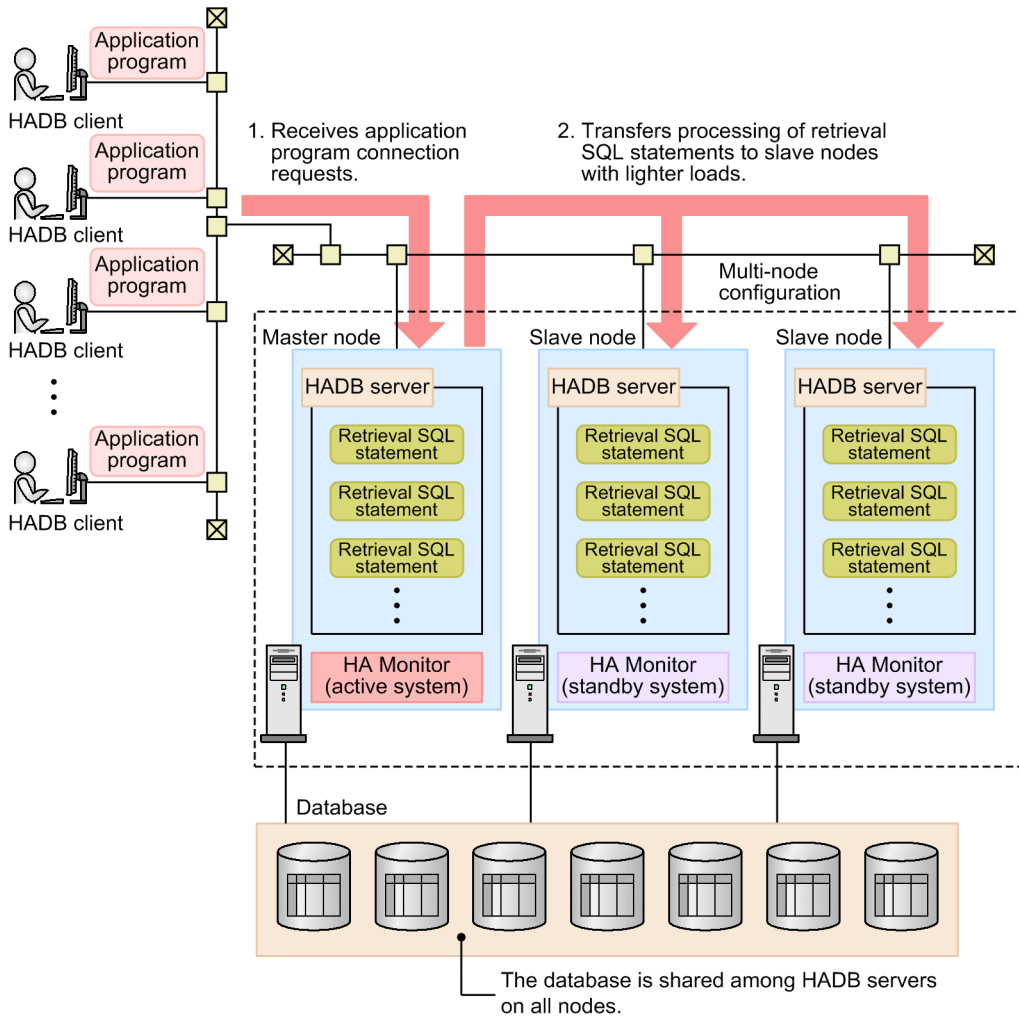 Application
program
HADB client
Application
program
HADB client
Application
program
HADB client
Application
program
HADB client
1. Receives application
program connection
requests.
2. Transfers processing of retrieval
SQL statements to slave nodes
with lighter loads.
Multi-node
configuration
Master node
HADB server
Retrieval SQL
statement
Retrieval SQL
statement
Retrieval SQL
statement
HA Monitor
(active system)
Slave node
HADB server
Retrieval SQL
statement
Retrieval SQL
statement
Retrieval SQL
statement
HA Monitor
(standby system)
Slave node
HADB server
Retrieval SQL
statement
Retrieval SQL
statement
Retrieval SQL
statement
HA Monitor
(standby system)
Database
The database is shared among HADB servers
on all nodes.